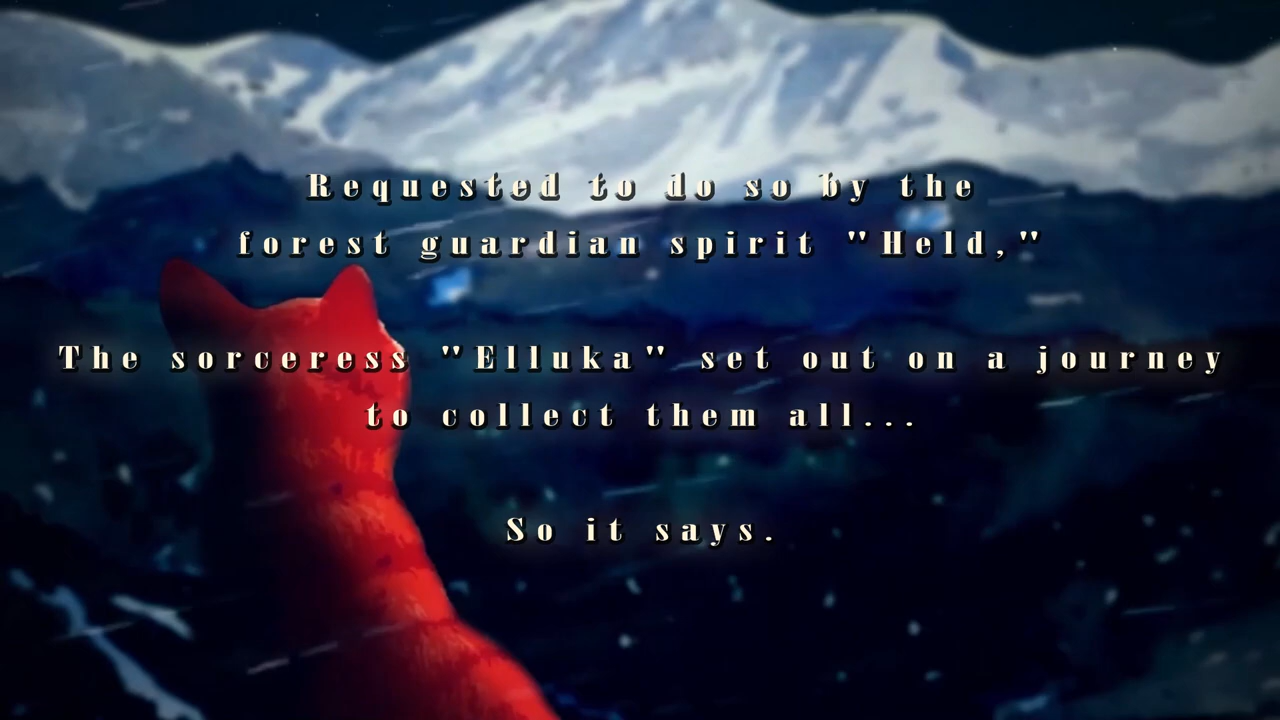 Requested to do so by the
forest guardian spirit "Held,"
The sorceress "Elluka" set out on a journey
to collect them all...
So it says.